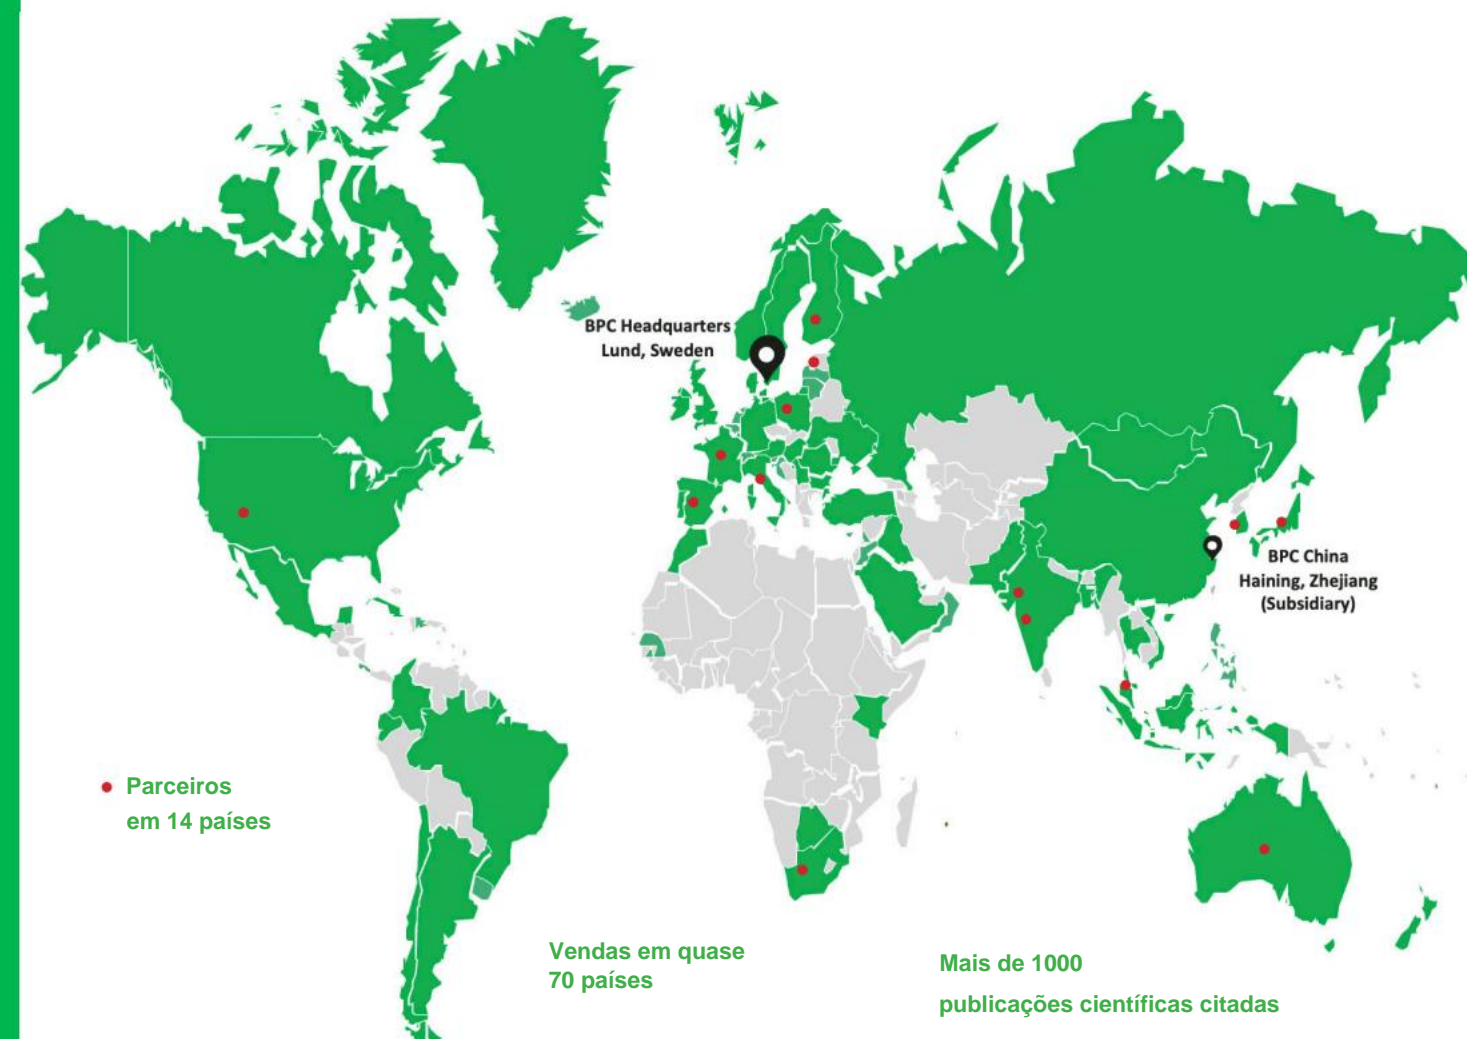 BPC Headquarters
Lund, Sweden
BPC China
Haining, Zhejiang
(Subsidiary)
Parceiros
em 14 países
Vendas em quase
70 países
Mais de 1000
publicações científicas citadas